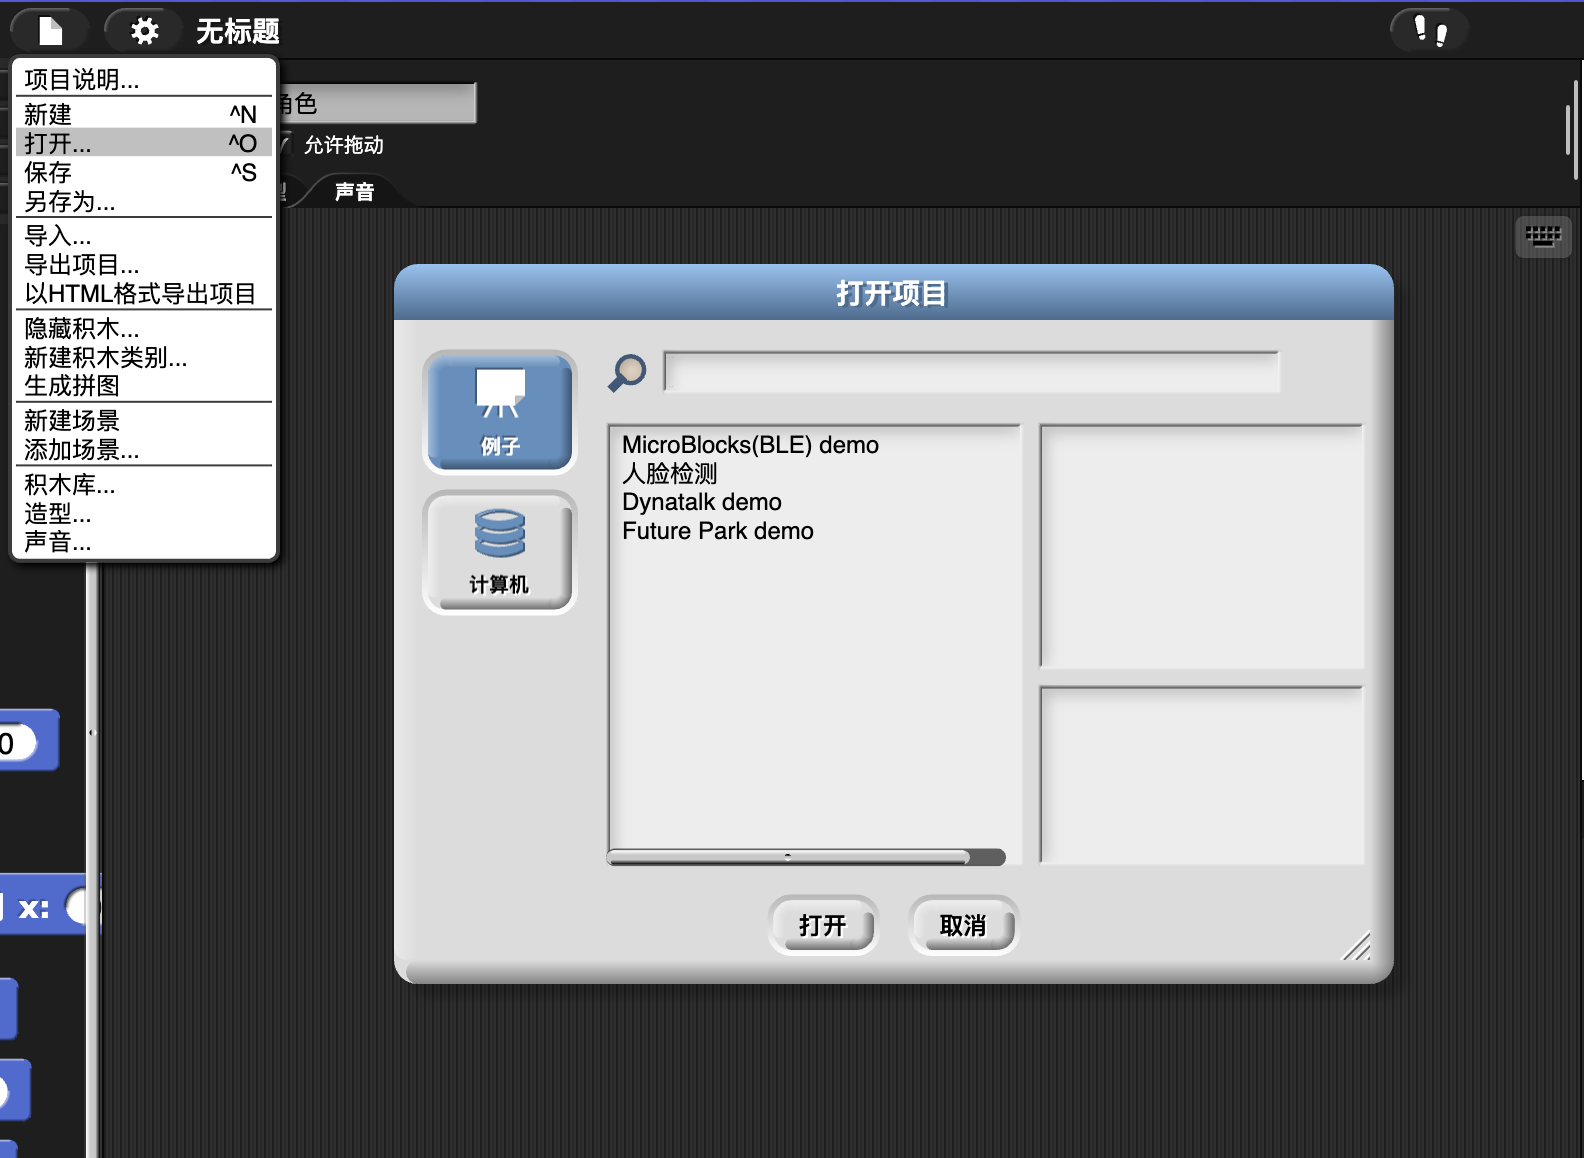 无标题
项目说明...
新建 ^N
打开... ^O
保存 ^S
另存为...
导入...
导出项目...
以HTML格式导出项目
隐藏积木...
新建积木类别...
生成拼图
新建场景
添加场景...
积木库...
造型...
声音...
角色
允许拖动
声音
打开项目
例子
计算机
MicroBlocks(BLE) demo
人脸检测
Dynatalk demo
Future Park demo
打开
取消
0
x: